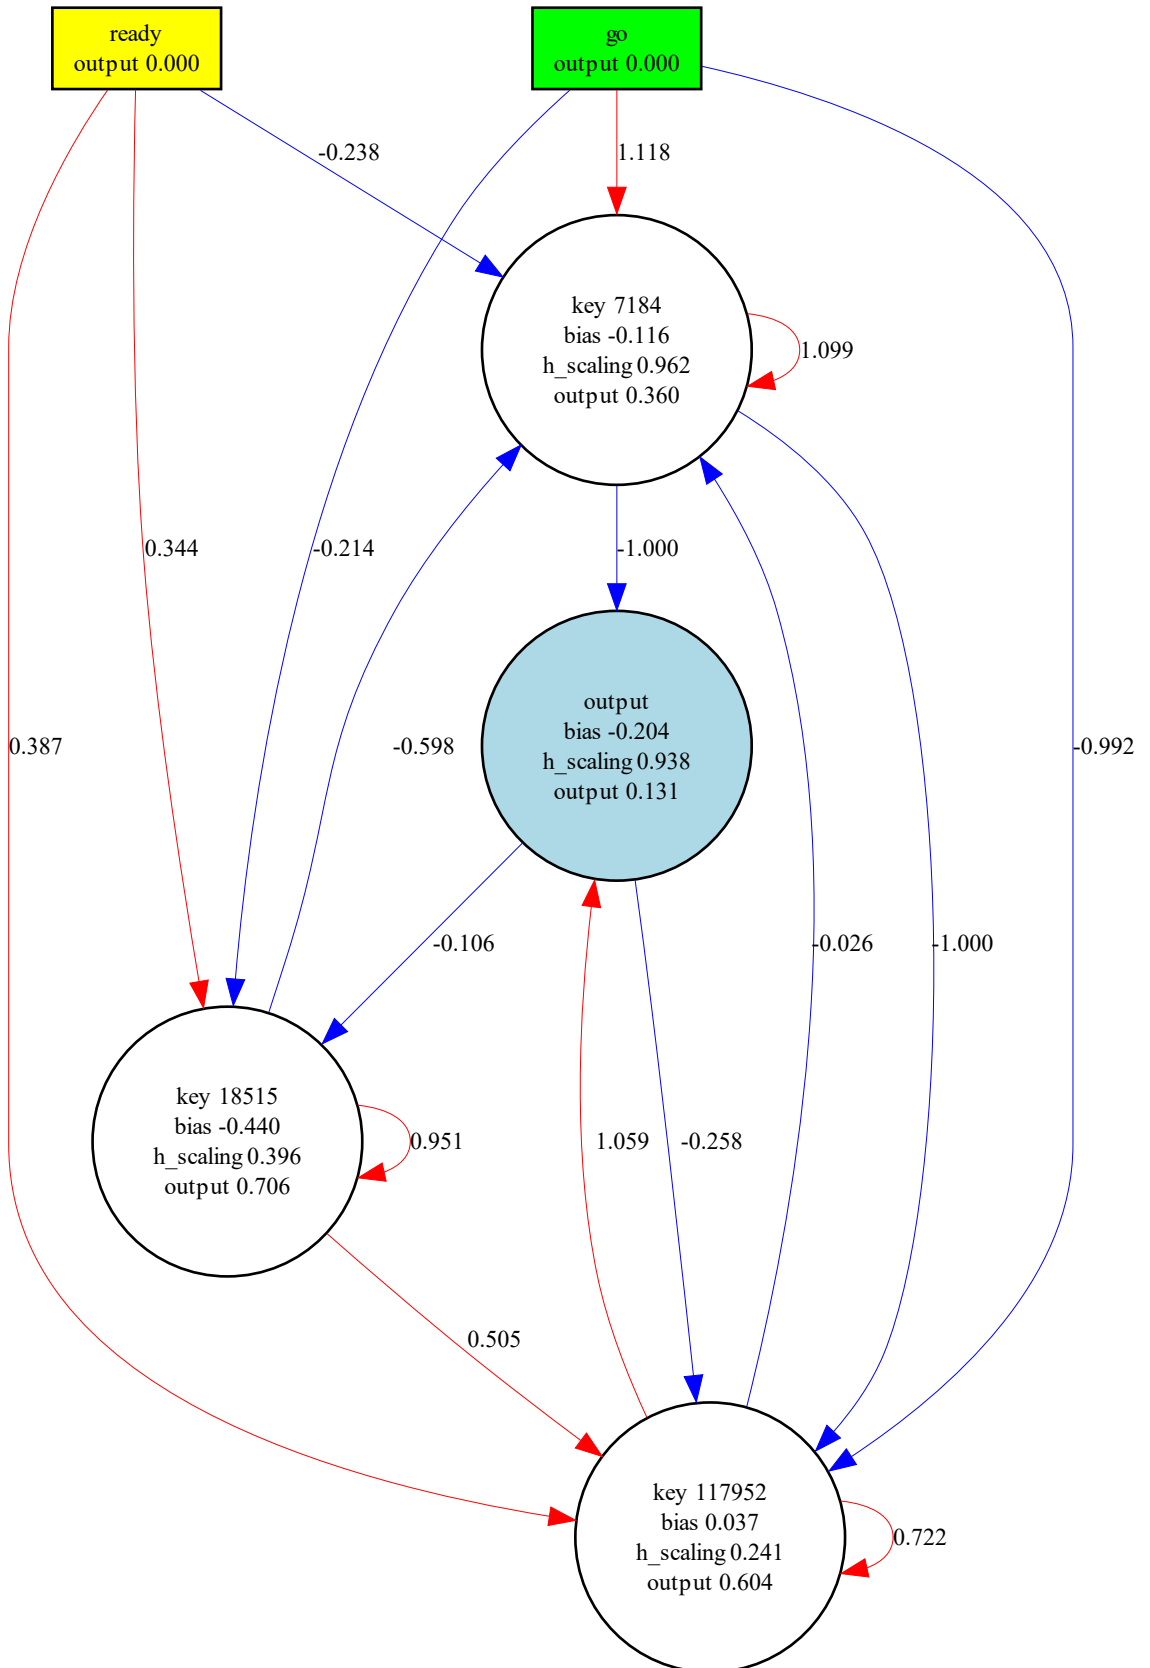 ready
output 0.000
go
output 0.000
-0.238
1.118
key 7184
bias -0.116
h_scaling 0.962
output 0.360
1.099
0.344
-0.214
-1.000
output
bias -0.204
h_scaling 0.938
output 0.131
0.387
-0.598
-0.992
-0.106
-0.026
-1.000
key 18515
bias -0.440
h_scaling 0.396
output 0.706
0.951
1.059
-0.258
0.505
key 117952
bias 0.037
h_scaling 0.241
output 0.604
0.722